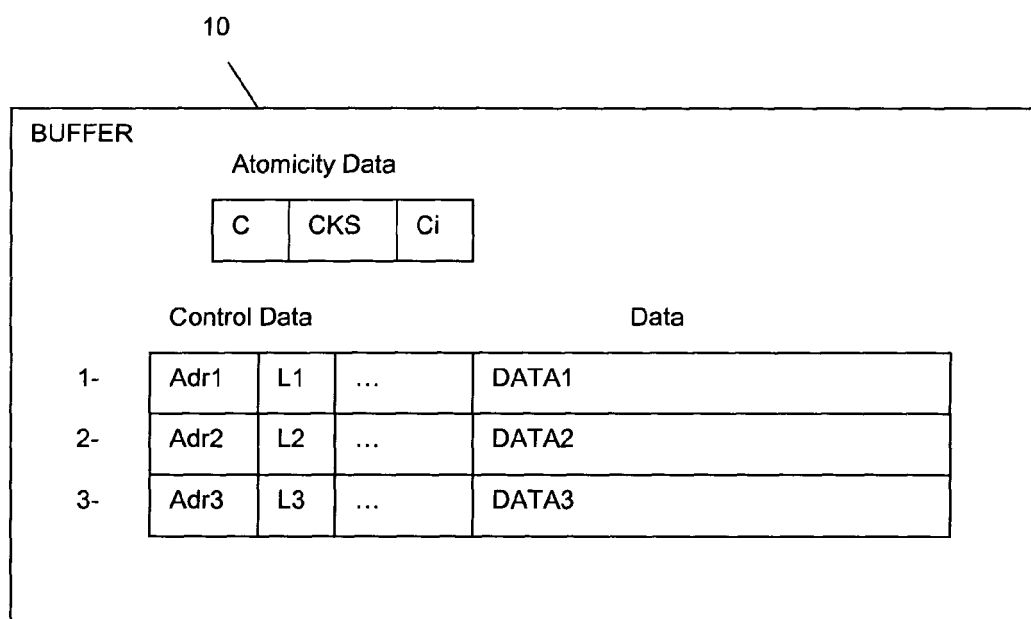 10
BUFFER
Atomicity Data
C CKS Ci
Control Data Data
1- Adr1 L1 ... DATA1
2- Adr2 L2 ... DATA2
3- Adr3 L3 ... DATA3